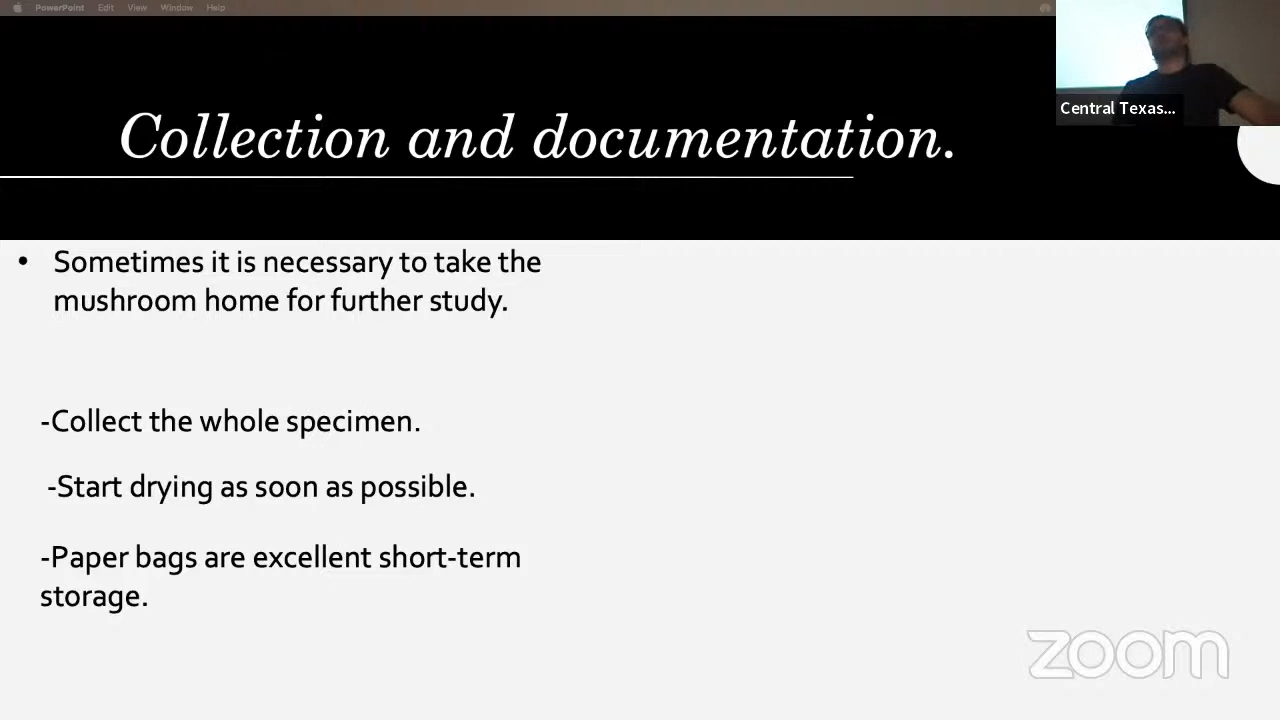 PowerPoint Edit View Window Help
Central Texas...
Collection and documentation.
• Sometimes it is necessary to take the
mushroom home for further study.
-Collect the whole specimen.
-Start drying as soon as possible.
-Paper bags are excellent short-term
storage.
zoom